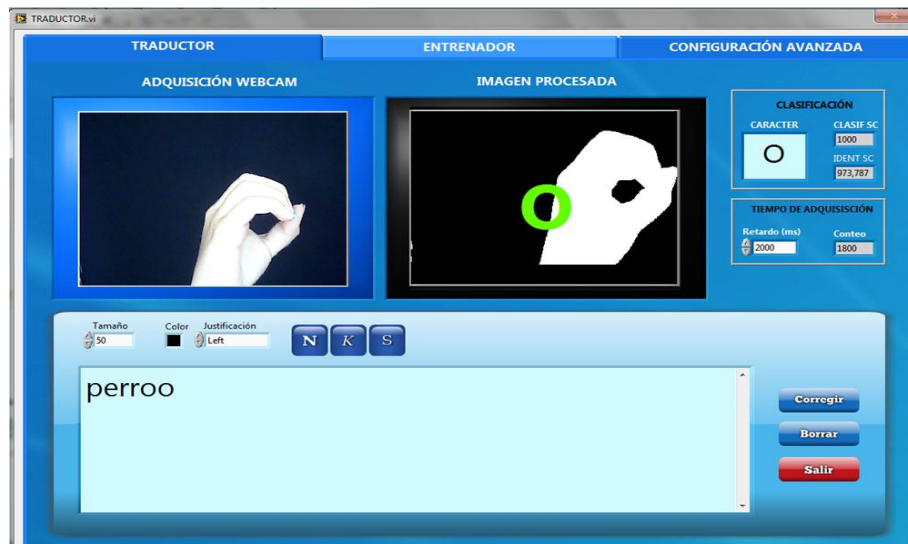 TRADUCTOR.vi
TRADUCTOR
ENTRENADOR
CONFIGURACIÓN AVANZADA
ADQUISICIÓN WEBCAM
IMAGEN PROCESADA
O
CLASIFICACIÓN
CARACTER
CLASIF SC
O
1000
IDENT SC
973,787
TIEMPO DE ADQUISISCIÓN
Retardo (ms)
Conteo
2000
1800
Tamaño
Color
Justificación
50
Left
N
K
S
perroo
Corregir
Borrar
Salir